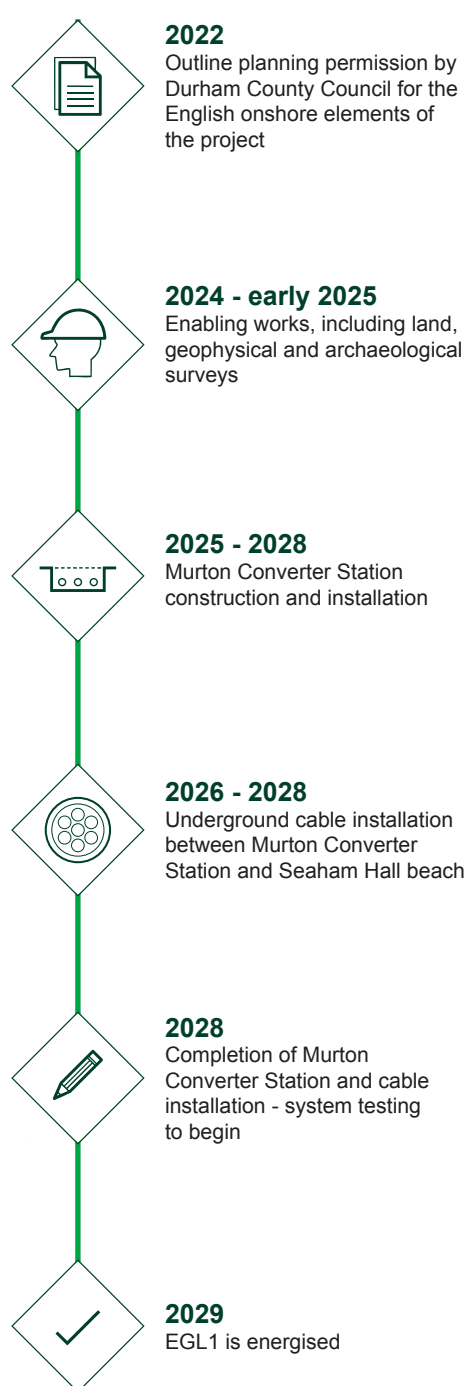 2022
Outline planning permission by
Durham County Council for the
English onshore elements of
the project
2024 - early 2025
Enabling works, including land,
geophysical and archaeological
surveys
2025 - 2028
Murton Converter Station
construction and installation
2026 - 2028
Underground cable installation
between Murton Converter
Station and Seaham Hall beach
2028
Completion of Murton
Converter Station and cable
installation - system testing
to begin
2029
EGL1 is energised